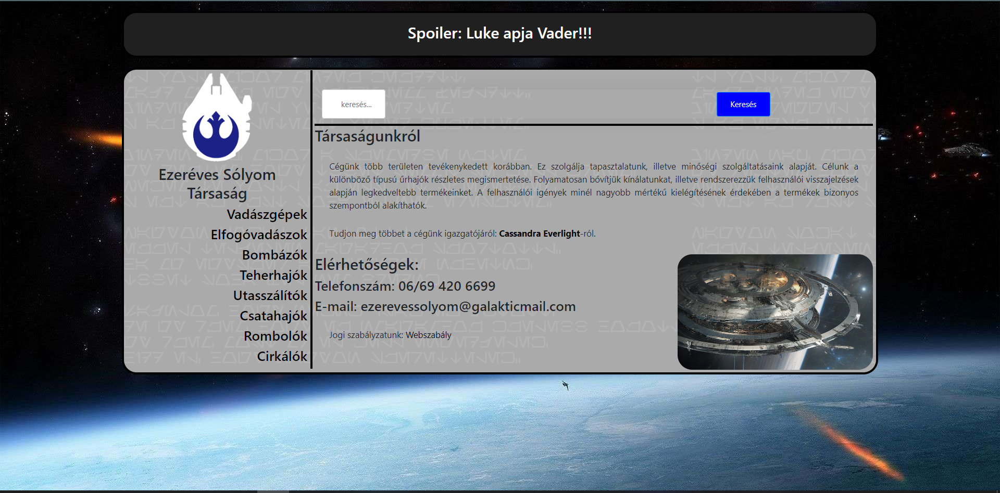 Spoiler: Luke apja Vader!!!
Ezeréves Sólyom
Társaság
Vadászgépek
Elfogóvadászok
Bombázók
Teherhajók
Utasszálítók
Csatahajók
Rombolók
Cirkálók
keresés...
Keresés
Társaságunkról
Cégünk több területen tevékenykedett korábban. Ez szolgálja tapasztalatunk, illetve minőségi szolgáltatásaink alapját. Célunk a
különböző típusú űrhajók részletes megismertetése. Folyamatosan bővítjük kínálatunkat, illetve rendszerezzük felhasználói visszajelzések
alapján legkedveltebb termékeinket. A felhasználói igények minél nagyobb mértékű kielégítésének érdekében a termékek bizonyos
szempontból alakíthatók.
Tudjon meg többet a cégünk igazgatójáról: Cassandra Everlight-ról.
Elérhetőségek:
Telefonszám: 06/69 420 6699
E-mail: ezerevessolyom@galakticmail.com
Jogi szabályzatunk: Webszabály